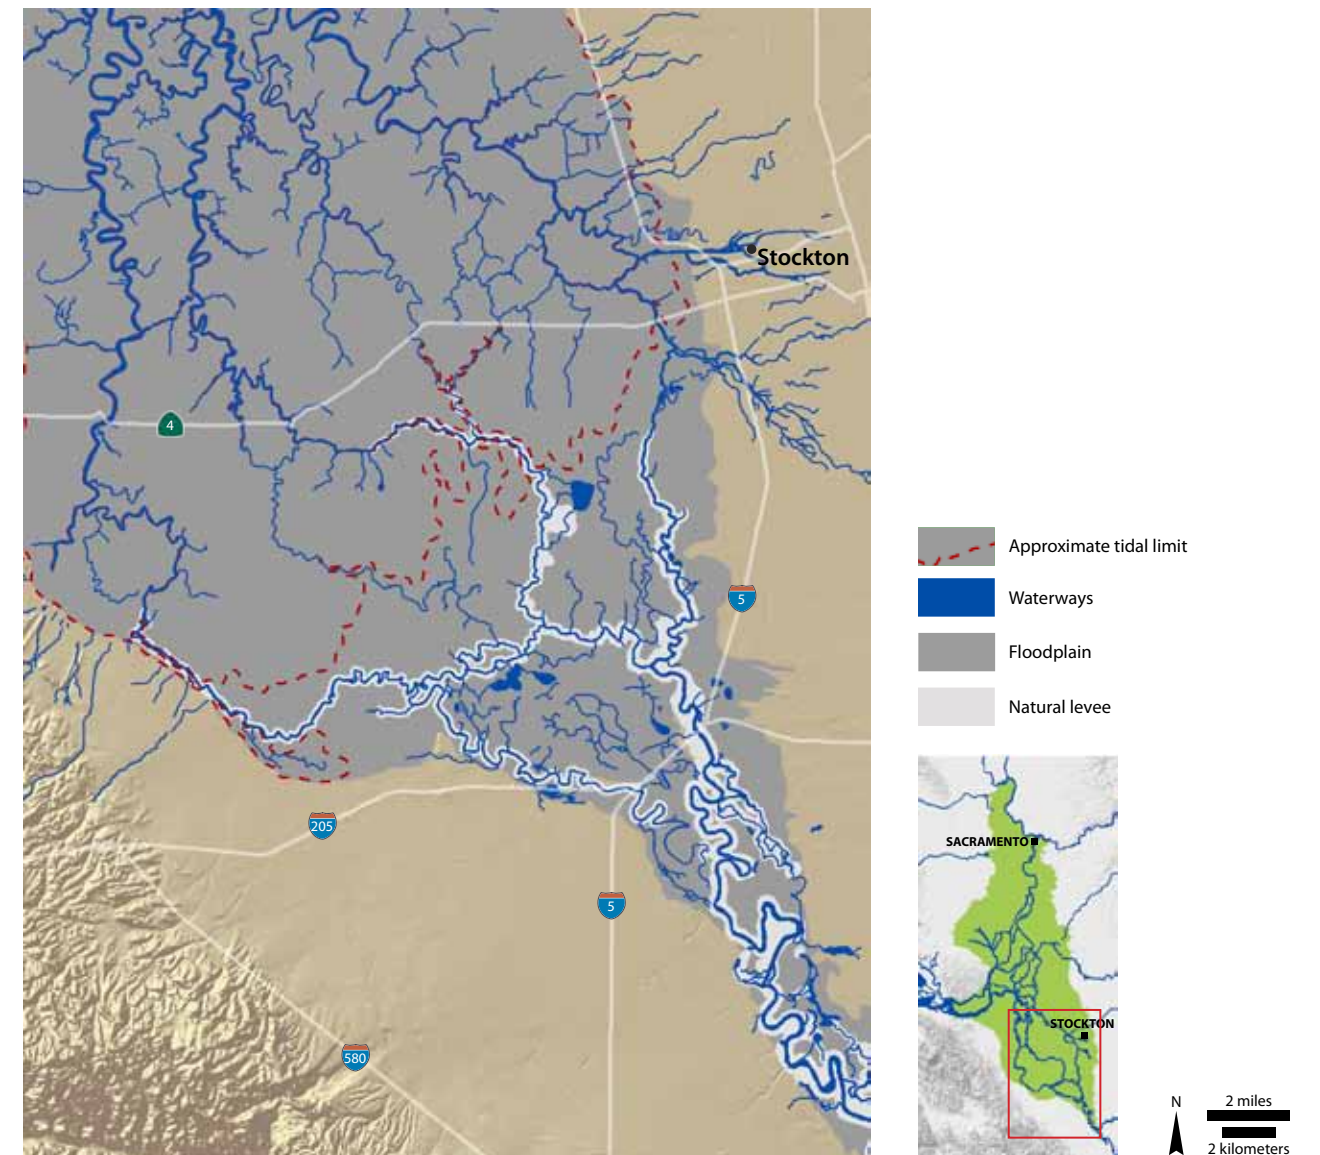 Stockton
4
5
205
5
580
Approximate tidal limit
Waterways
Floodplain
Natural levee
SACRAMENTO
STOCKTON
N
2 miles
2 kilometers